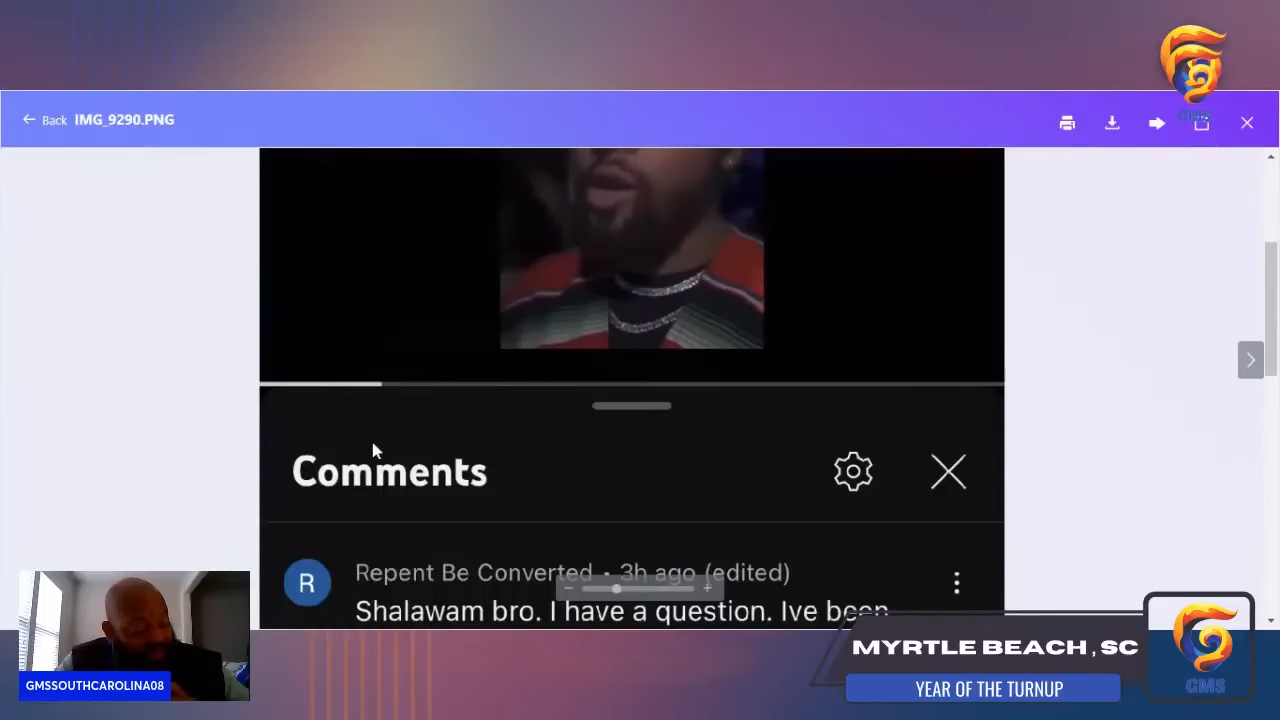 GMS
Back IMG_9290.PNG
Comments
R
Repent Be Converted · 3h ago (edited)
Shalawam bro. I have a question. Ive been
GMSSOUTHCAROLINA08
MYRTLE BEACH, SC
YEAR OF THE TURNUP
GMS